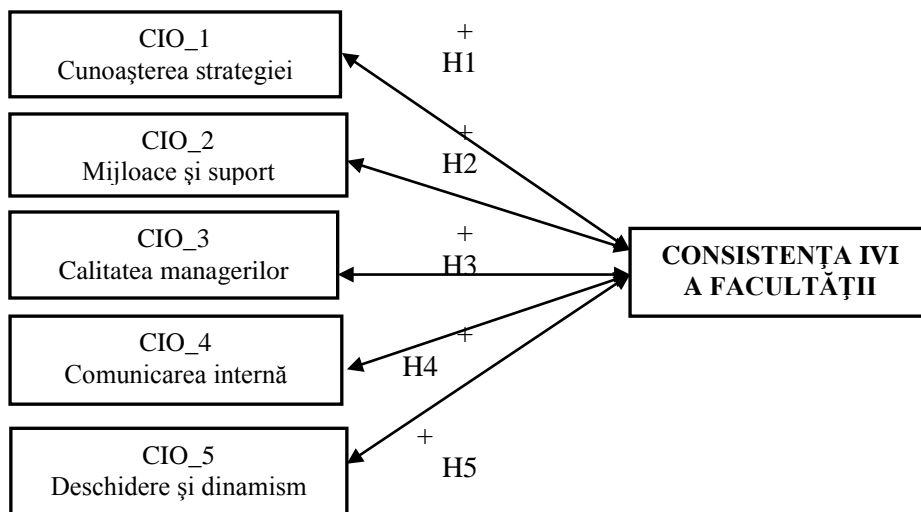 CIO_1
Cunoaşterea strategiei
+
H1
CIO_2
Mijloace şi suport
+
H2
CIO_3
Calitatea managerilor
+
H3
CONSISTENŢA IVI
A FACULTĂŢII
CIO_4
Comunicarea internă
+
H4
CIO_5
Deschidere şi dinamism
+
H5